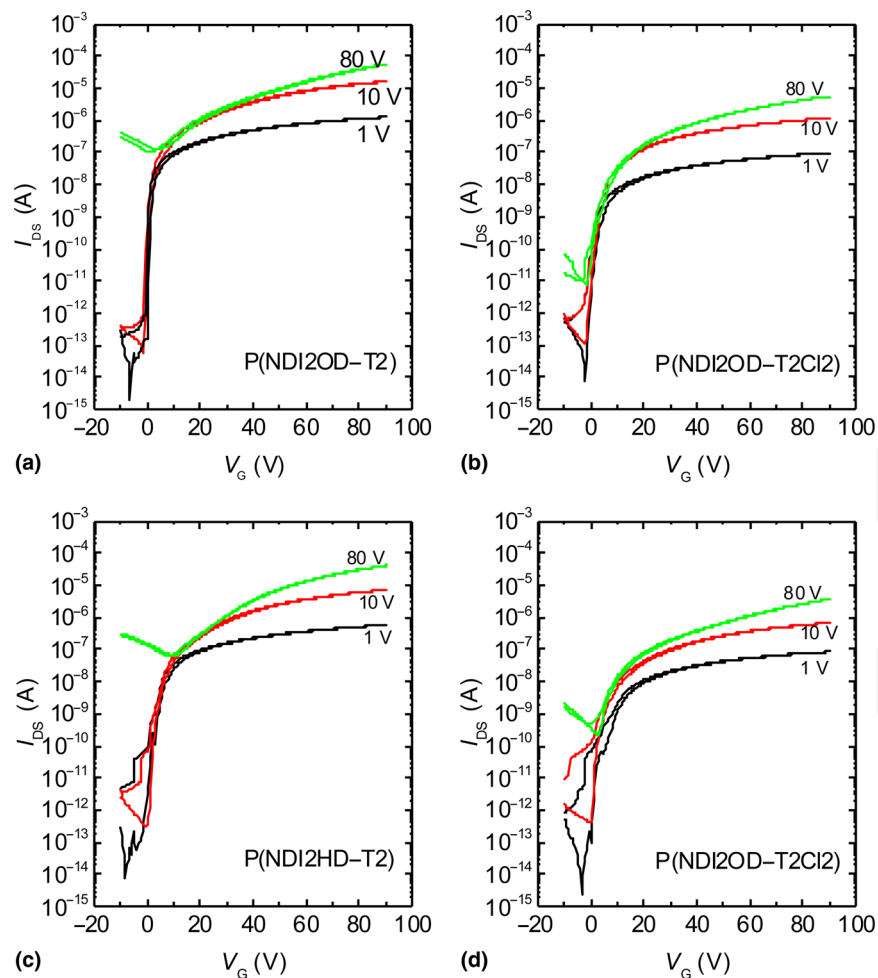 10⁻³
10⁻⁴
10⁻⁵
10⁻⁶
10⁻⁷
10⁻⁸
10⁻⁹
10⁻¹⁰
10⁻¹¹
10⁻¹²
10⁻¹³
10⁻¹⁴
10⁻¹⁵
I_DS (A)
80 V
10 V
1 V
P(NDI2OD–T2)
−20 0 20 40 60 80 100
(a)
V_G (V)
10⁻³
10⁻⁴
10⁻⁵
10⁻⁶
10⁻⁷
10⁻⁸
10⁻⁹
10⁻¹⁰
10⁻¹¹
10⁻¹²
10⁻¹³
10⁻¹⁴
10⁻¹⁵
I_DS (A)
80 V
10 V
1 V
P(NDI2OD–T2Cl2)
−20 0 20 40 60 80 100
(b)
V_G (V)
10⁻³
10⁻⁴
10⁻⁵
10⁻⁶
10⁻⁷
10⁻⁸
10⁻⁹
10⁻¹⁰
10⁻¹¹
10⁻¹²
10⁻¹³
10⁻¹⁴
10⁻¹⁵
I_DS (A)
80 V
10 V
1 V
P(NDI2HD–T2)
−20 0 20 40 60 80 100
(c)
V_G (V)
10⁻³
10⁻⁴
10⁻⁵
10⁻⁶
10⁻⁷
10⁻⁸
10⁻⁹
10⁻¹⁰
10⁻¹¹
10⁻¹²
10⁻¹³
10⁻¹⁴
10⁻¹⁵
I_DS (A)
80 V
10 V
1 V
P(NDI2OD–T2Cl2)
−20 0 20 40 60 80 100
(d)
V_G (V)